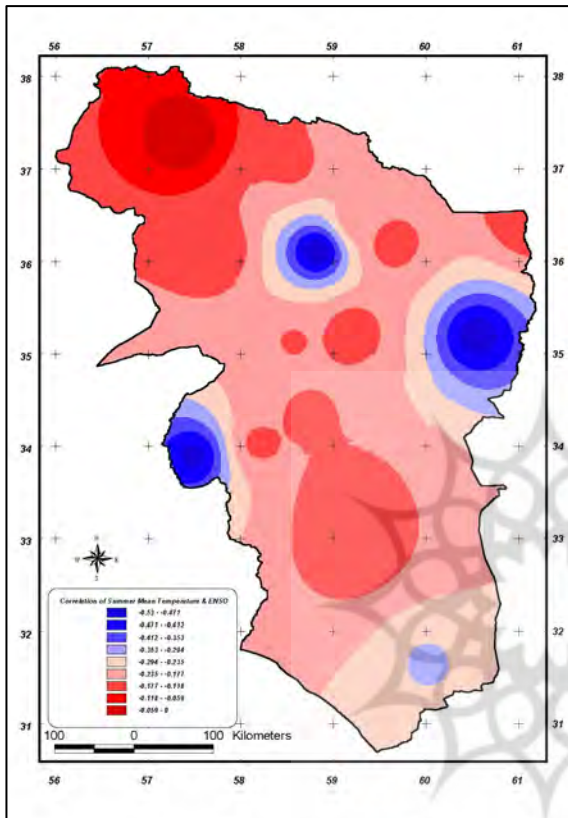 56 57 58 59 60 61
38 38
37 37
36 36
35 35
34 34
33 33
32 32
31 31
N
W E
S
Correlation of Summer Mean Temperature & ENSO
-0.53 - -0.471
-0.471 - -0.412
-0.412 - -0.353
-0.353 - -0.294
-0.294 - -0.235
-0.235 - -0.177
-0.177 - -0.118
-0.118 - -0.059
-0.059 - 0
100 0 100 Kilometers
56 57 58 59 60 61